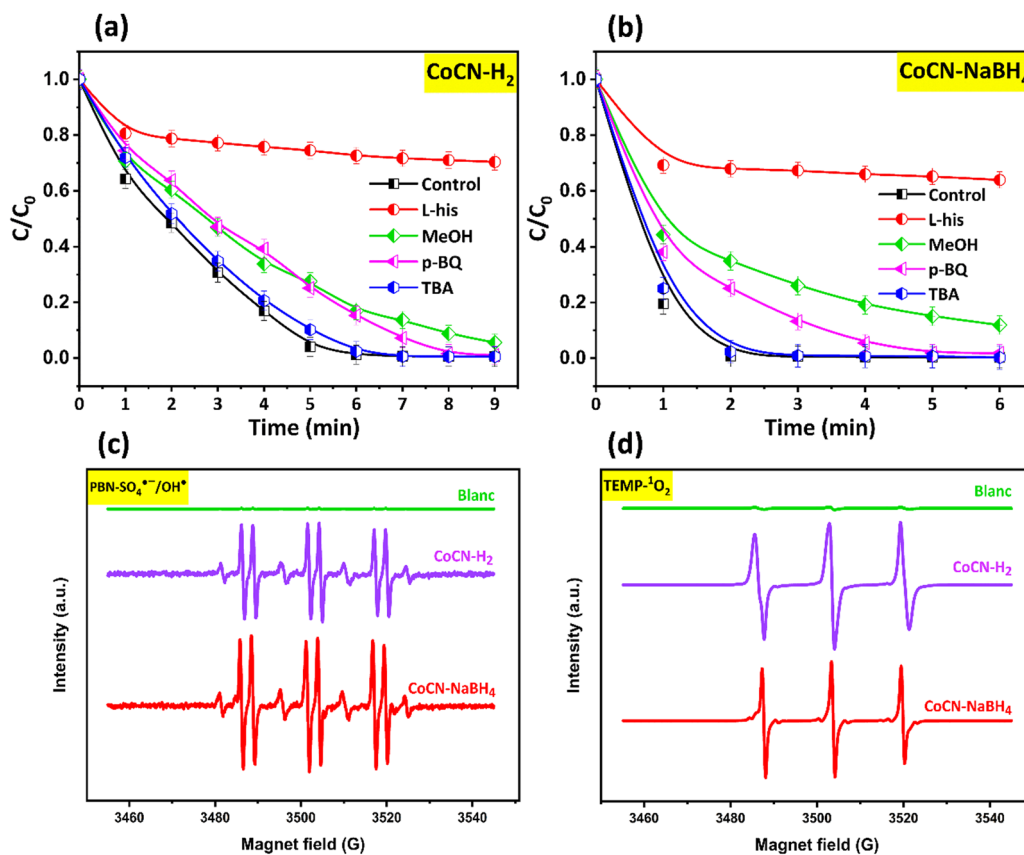 (a)
CoCN-H₂
C/C₀
1.0
0.8
0.6
0.4
0.2
0.0
Control
L-his
MeOH
p-BQ
TBA
0 1 2 3 4 5 6 7 8 9
Time (min)
(b)
CoCN-NaBH₄
C/C₀
1.0
0.8
0.6
0.4
0.2
0.0
Control
L-his
MeOH
p-BQ
TBA
0 1 2 3 4 5 6
Time (min)
(c)
PBN-SO₄•−/OH•
Blanc
CoCN-H₂
CoCN-NaBH₄
Intensity (a.u.)
3460 3480 3500 3520 3540
Magnet field (G)
(d)
TEMP-¹O₂
Blanc
CoCN-H₂
CoCN-NaBH₄
Intensity (a.u.)
3460 3480 3500 3520 3540
Magnet field (G)